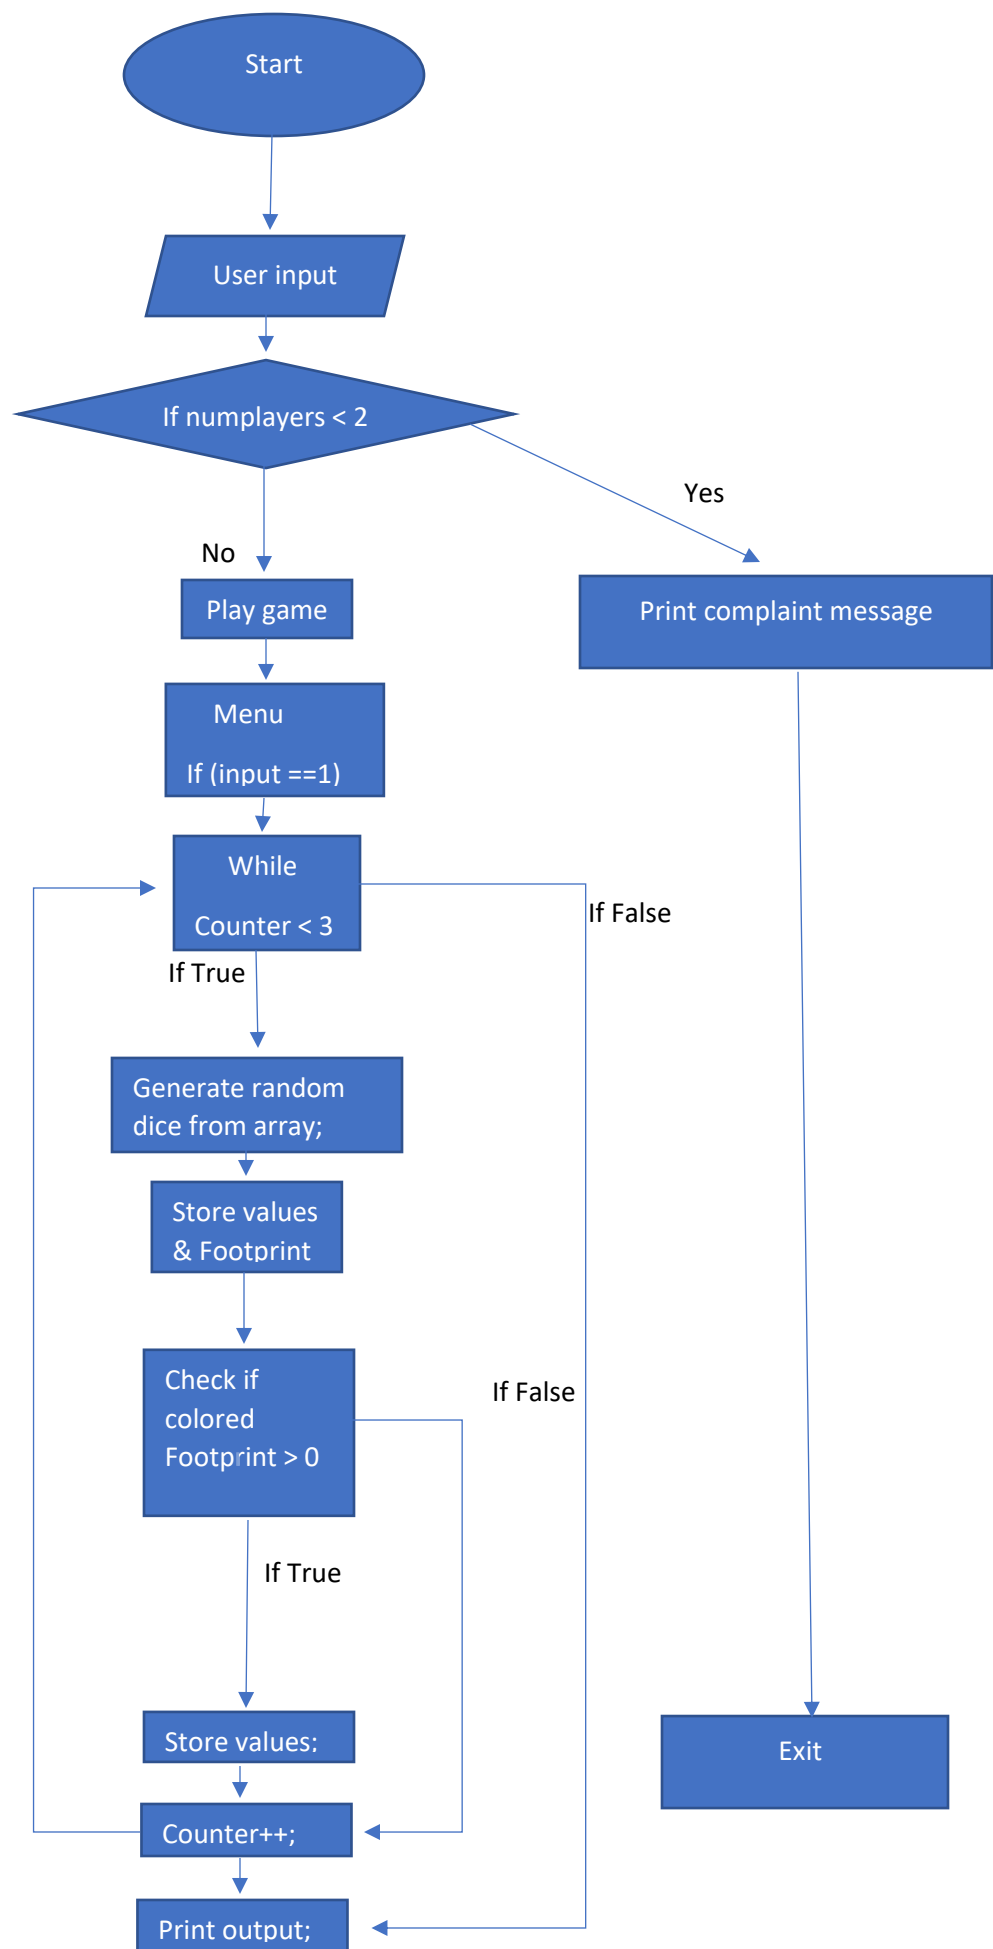 Start
User input
If numplayers < 2
Yes
No
Play game
Print complaint message
Menu
If (input ==1)
While
Counter < 3
If False
If True
Generate random
dice from array;
Store values
& Footprint
Check if
colored
Footprint > 0
If False
If True
Store values;
Exit
Counter++;
Print output;